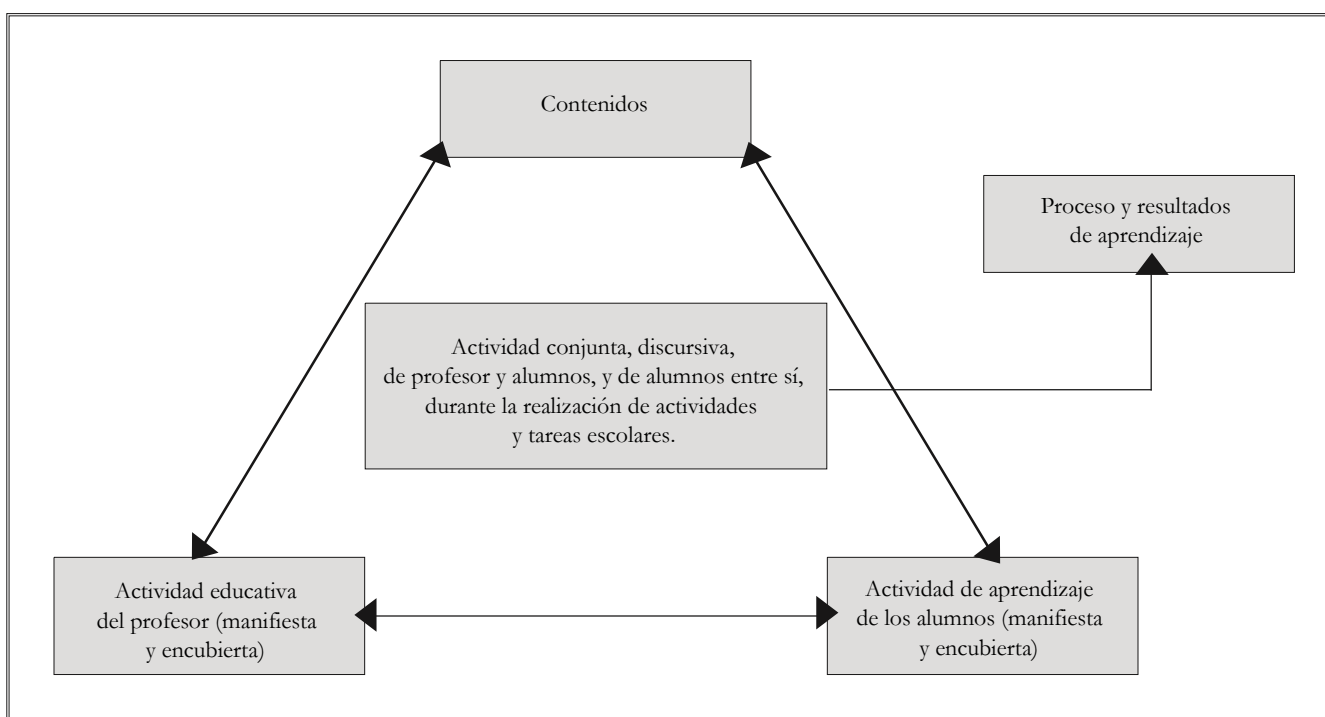 Contenidos
Proceso y resultados
de aprendizaje
Actividad conjunta, discursiva,
de profesor y alumnos, y de alumnos entre sí,
durante la realización de actividades
y tareas escolares.
Actividad educativa
del profesor (manifiesta
y encubierta)
Actividad de aprendizaje
de los alumnos (manifiesta
y encubierta)